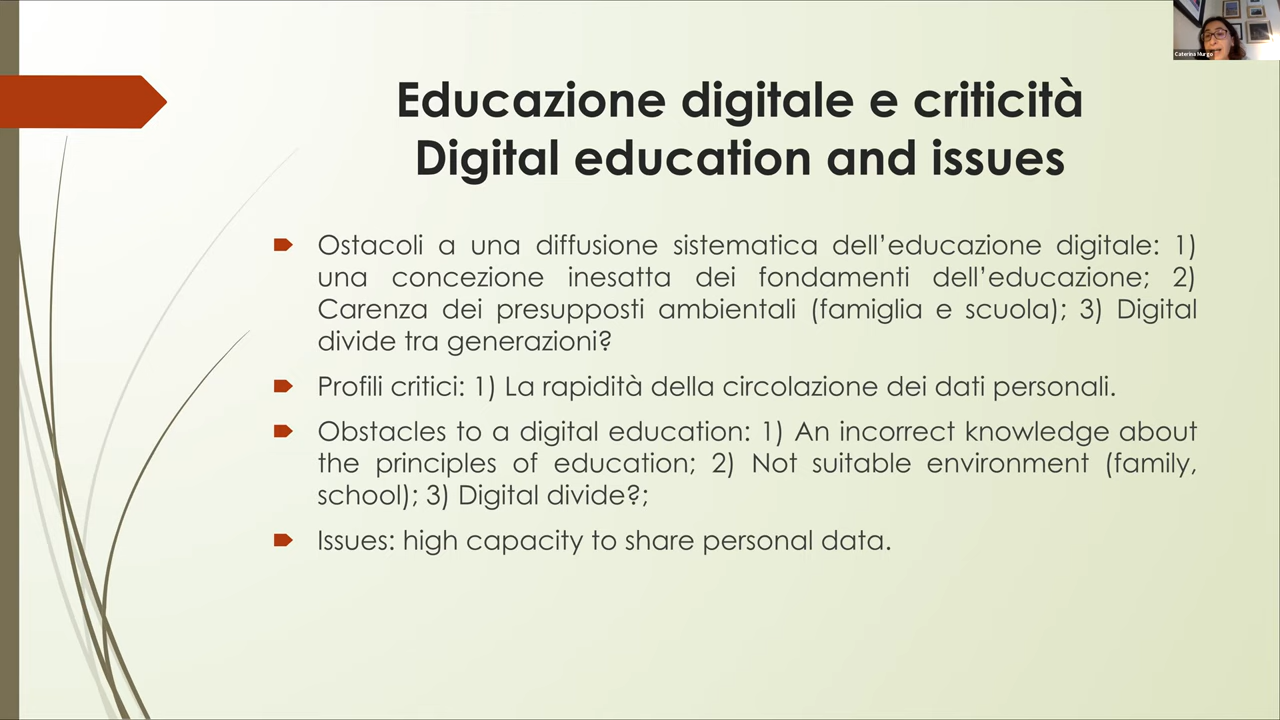 Caterina Murgo
Educazione digitale e criticità
Digital education and issues
Ostacoli a una diffusione sistematica dell’educazione digitale: 1)
una concezione inesatta dei fondamenti dell’educazione; 2)
Carenza dei presupposti ambientali (famiglia e scuola); 3) Digital
divide tra generazioni?
Profili critici: 1) La rapidità della circolazione dei dati personali.
Obstacles to a digital education: 1) An incorrect knowledge about
the principles of education; 2) Not suitable environment (family,
school); 3) Digital divide?;
Issues: high capacity to share personal data.